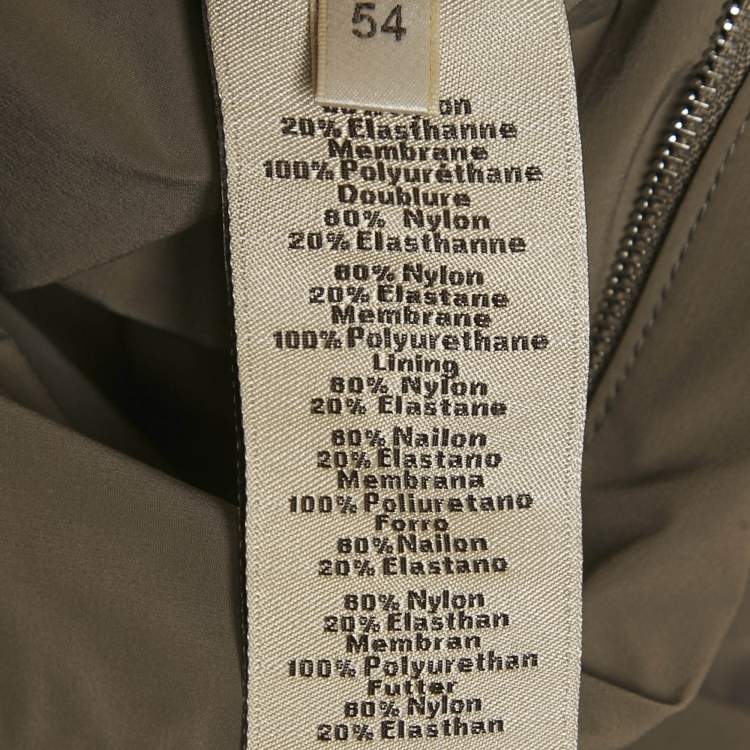 54
20% Elasthanne
Membrane
100% Polyuréthane
Doublure
80% Nylon
20% Elasthanne
80% Nylon
20% Elastane
Membrane
100% Polyurethane
Lining
80% Nylon
20% Elastane
80% Nailon
20% Elastano
Membrana
100% Poliuretano
Forro
80% Nailon
20% Elastano
80% Nylon
20% Elasthan
Membran
100% Polyurethan
Futter
80% Nylon
20% Elasthan